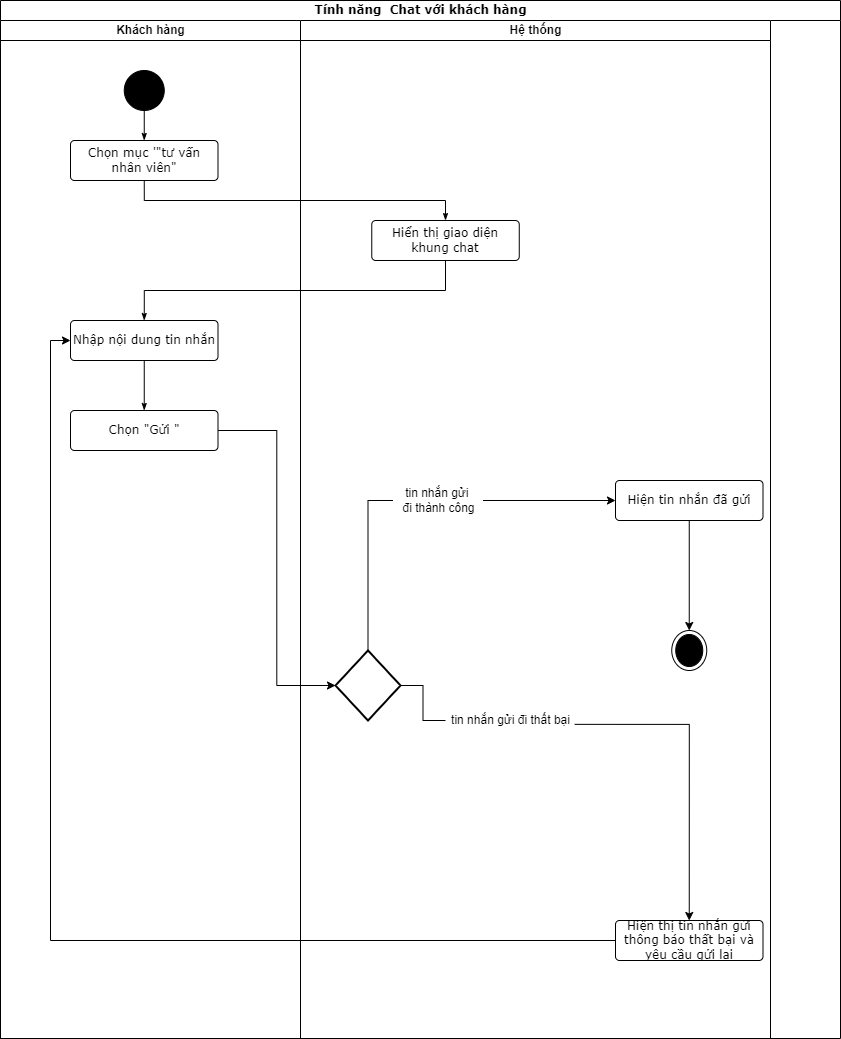 Tính năng  Chat với khách hàng
Khách hàng
Hệ thống
Chọn mục '"tư vấn
nhân viên"
Hiển thị giao diện
khung chat
Nhập nội dung tin nhắn
Chọn "Gửi "
tin nhắn gửi
đi thành công
Hiện tin nhắn đã gửi
tin nhắn gửi đi thất bại
Hiện thị tin nhắn gưi
thông báo thất bại và
yêu cầu gửi lại